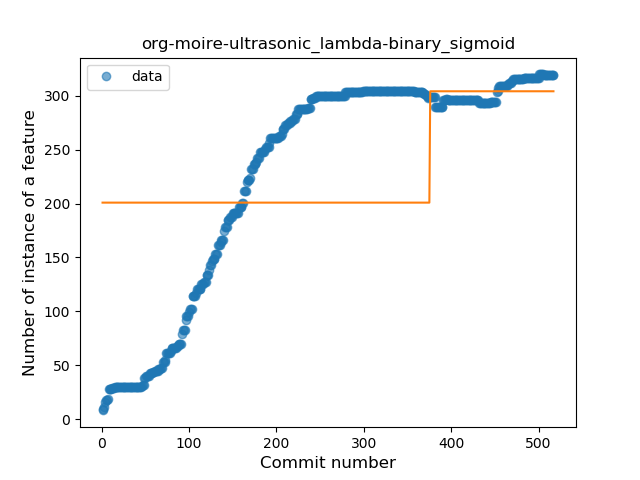 org-moire-ultrasonic_lambda-binary_sigmoid
data
Number of instance of a feature
300
250
200
150
100
50
0
0 100 200 300 400 500
Commit number